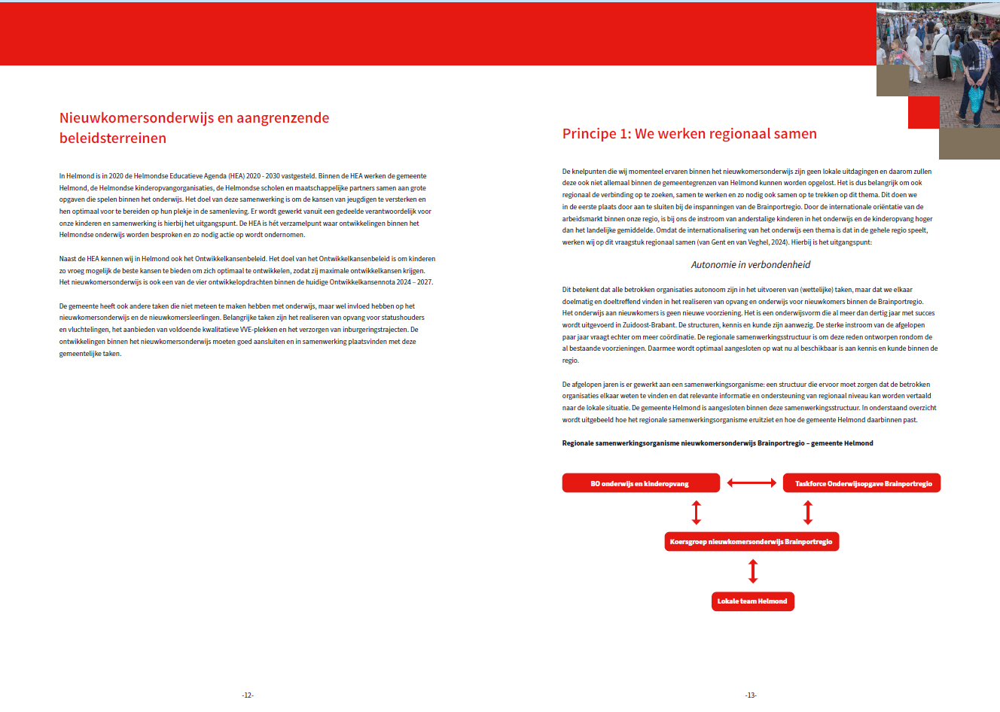 Nieuwkomersonderwijs en aangrenzende
beleidsterreinen
In Helmond is in 2020 de Helmondse Educatieve Agenda (HEA) 2020 - 2030 vastgesteld. Binnen de HEA werken de gemeente
Helmond, de Helmondse kinderopvangorganisaties, de Helmondse scholen en maatschappelijke partners samen aan grote
opgaven die spelen binnen het onderwijs. Het doel van deze samenwerking is om de kansen van jeugdigen te versterken en
hen optimaal voor te bereiden op hun plekje in de samenleving. Er wordt gewerkt vanuit een gedeelde verantwoordelijk voor
onze kinderen en samenwerking is hierbij het uitgangspunt. De HEA is hét verzamelpunt waar ontwikkelingen binnen het
Helmondse onderwijs worden besproken en zo nodig actie op wordt ondernomen.
Naast de HEA kennen wij in Helmond ook het Ontwikkelkansenbeleid. Het doel van het Ontwikkelkansenbeleid is om kinderen
zo vroeg mogelijk de beste kansen te bieden om zich optimaal te ontwikkelen, zodat zij maximale ontwikkelkansen krijgen.
Het nieuwkomersonderwijs is ook een van de vier ontwikkelopdrachten binnen de huidige Ontwikkelkansennota 2024 – 2027.
De gemeente heeft ook andere taken die niet meteen te maken hebben met onderwijs, maar wel invloed hebben op het
nieuwkomersonderwijs en de nieuwkomersleerlingen. Belangrijke taken zijn het realiseren van opvang voor statushouders
en vluchtelingen, het aanbieden van voldoende kwalitatieve VVE-plekken en het verzorgen van inburgeringstrajecten. De
ontwikkelingen binnen het nieuwkomersonderwijs moeten goed aansluiten en in samenwerking plaatsvinden met deze
gemeentelijke taken.
-12-
Principe 1: We werken regionaal samen
De knelpunten die wij momenteel ervaren binnen het nieuwkomersonderwijs zijn geen lokale uitdagingen en daarom zullen
deze ook niet allemaal binnen de gemeentegrenzen van Helmond kunnen worden opgelost. Het is dus belangrijk om ook
regionaal de verbinding op te zoeken, samen te werken en zo nodig ook samen op te trekken op dit thema. Dit doen we
in de eerste plaats door aan te sluiten bij de inspanningen van de Brainportregio. Door de internationale oriëntatie van de
arbeidsmarkt binnen onze regio, is bij ons de instroom van anderstalige kinderen in het onderwijs en de kinderopvang hoger
dan het landelijke gemiddelde. Omdat de internationalisering van het onderwijs een thema is dat in de gehele regio speelt,
werken wij op dit vraagstuk regionaal samen (van Gent en van Veghel, 2024). Hierbij is het uitgangspunt:
Autonomie in verbondenheid
Dit betekent dat alle betrokken organisaties autonoom zijn in het uitvoeren van (wettelijke) taken, maar dat we elkaar
doelmatig en doeltreffend vinden in het realiseren van opvang en onderwijs voor nieuwkomers binnen de Brainportregio.
Het onderwijs aan nieuwkomers is geen nieuwe voorziening. Het is een onderwijsvorm die al meer dan dertig jaar met succes
wordt uitgevoerd in Zuidoost-Brabant. De structuren, kennis en kunde zijn aanwezig. De sterke instroom van de afgelopen
paar jaar vraagt echter om meer coördinatie. De regionale samenwerkingsstructuur is om deze reden ontworpen rondom de
al bestaande voorzieningen. Daarmee wordt optimaal aangesloten op wat nu al beschikbaar is aan kennis en kunde binnen de
regio.
De afgelopen jaren is er gewerkt aan een samenwerkingsorganisme: een structuur die ervoor moet zorgen dat de betrokken
organisaties elkaar weten te vinden en dat relevante informatie en ondersteuning van regionaal niveau kan worden vertaald
naar de lokale situatie. De gemeente Helmond is aangesloten binnen deze samenwerkingsstructuur. In onderstaand overzicht
wordt uitgebeeld hoe het regionale samenwerkingsorganisme eruitziet en hoe de gemeente Helmond daarbinnen past.
Regionale samenwerkingsorganisme nieuwkomersonderwijs Brainportregio – gemeente Helmond
BO onderwijs en kinderopvang
Taskforce Onderwijsopgave Brainportregio
Koersgroep nieuwkomersonderwijs Brainportregio
Lokale team Helmond
-13-